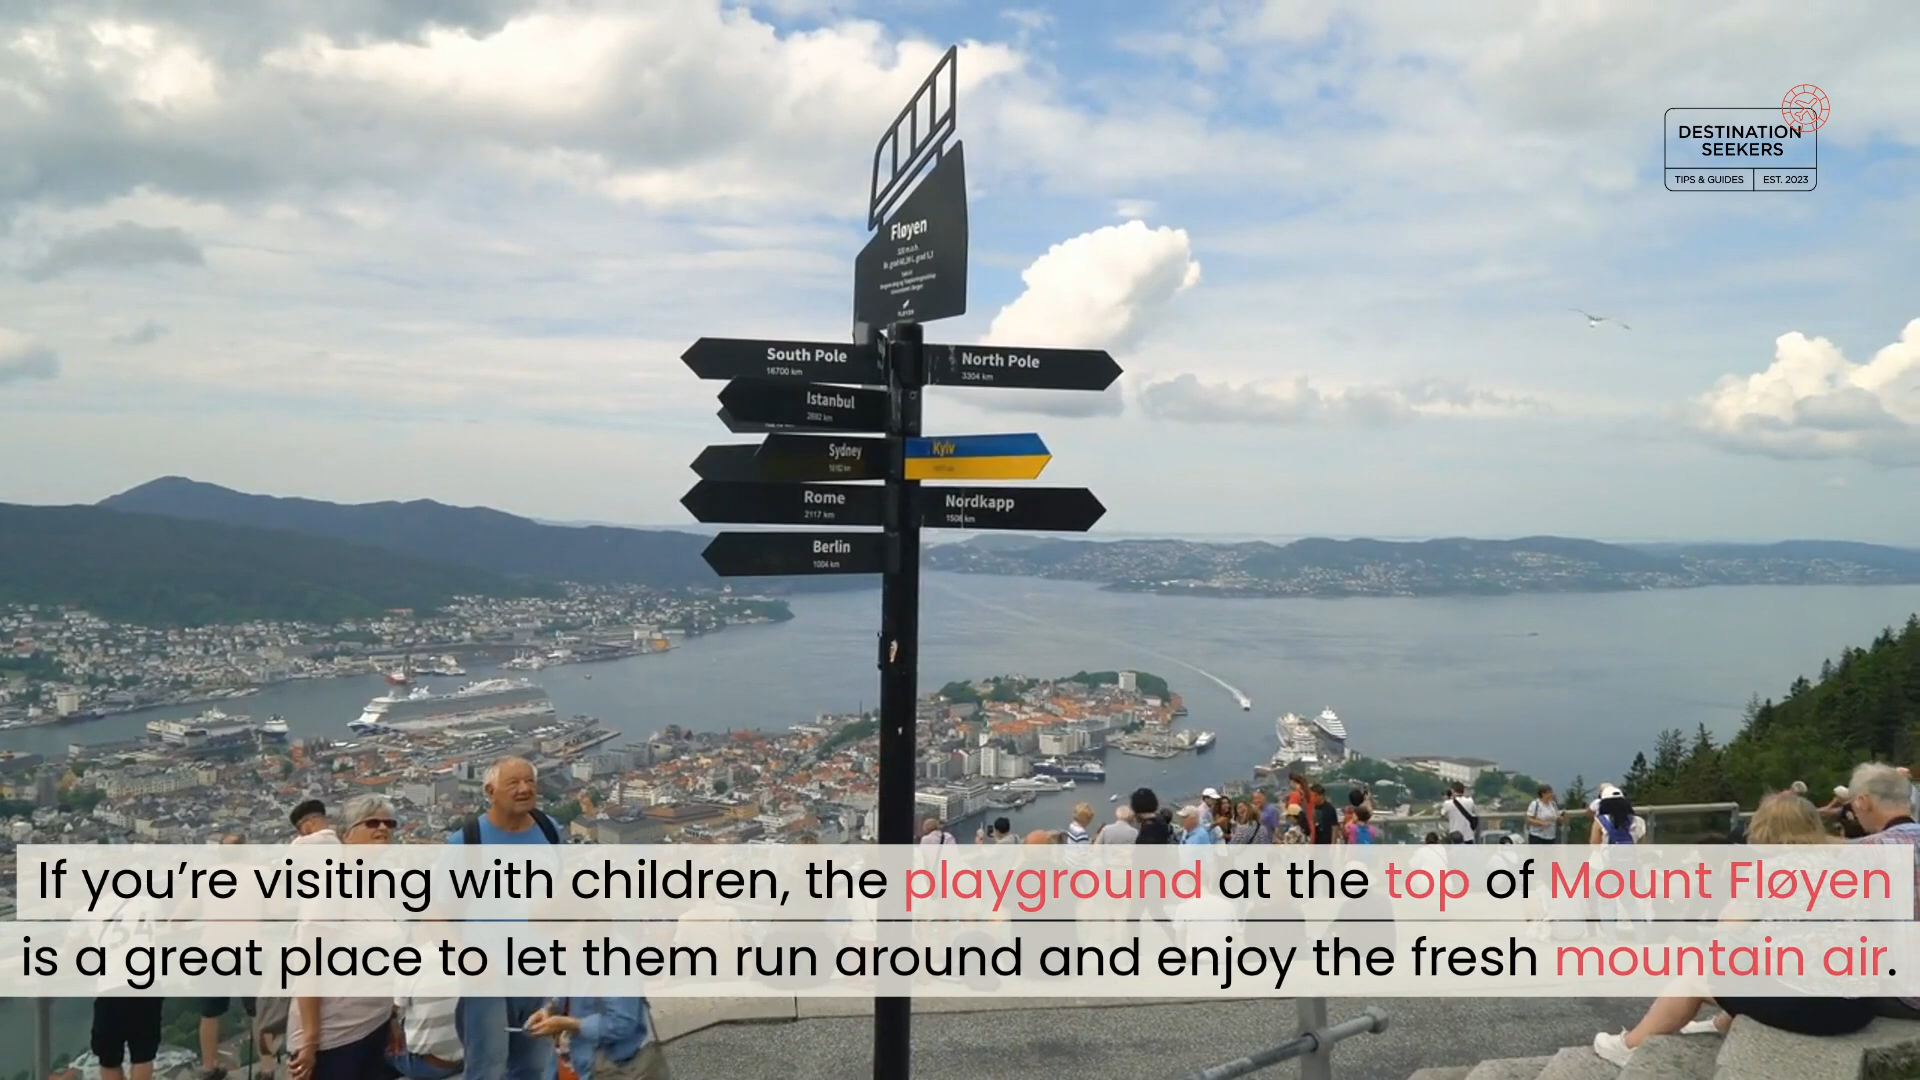 DESTINATION
SEEKERS
TIPS & GUIDES
EST. 2023
Fløyen
South Pole
16700 km
North Pole
3304 km
Istanbul
Sydney
Kyiv
Rome
2117 km
Nordkapp
Berlin
1004 km
If you’re visiting with children, the playground at the top of Mount Fløyen
is a great place to let them run around and enjoy the fresh mountain air.